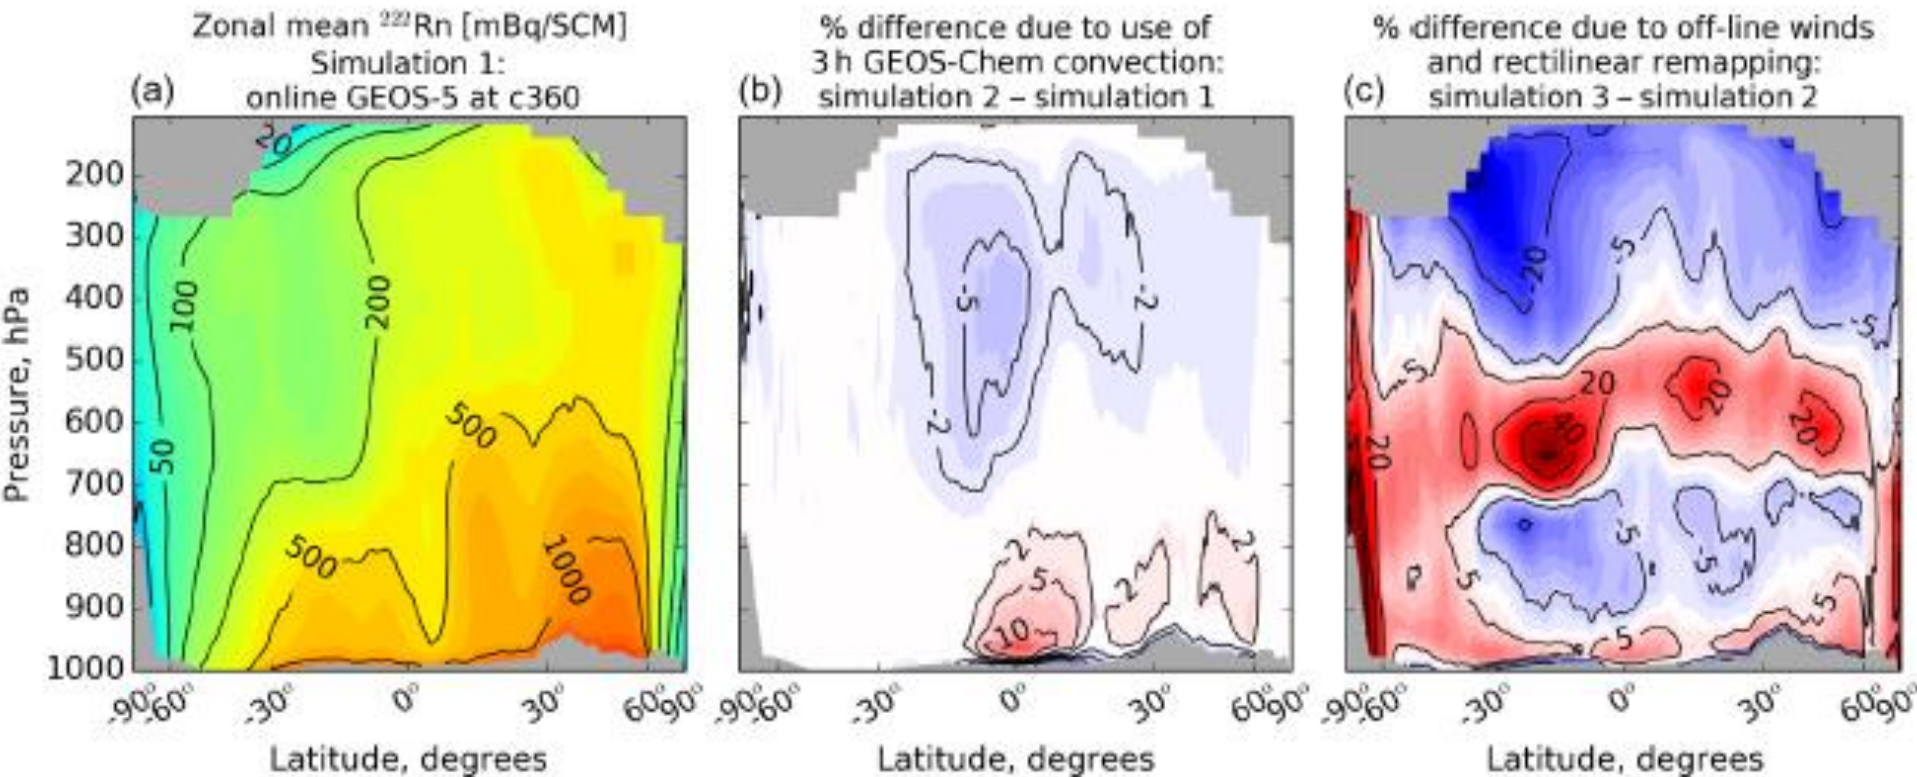 Zonal mean ²²²Rn [mBq/SCM]
Simulation 1:
(a) online GEOS-5 at c360
% difference due to use of
3 h GEOS-Chem convection:
(b) simulation 2 – simulation 1
% difference due to off-line winds
and rectilinear remapping:
(c) simulation 3 – simulation 2
Pressure, hPa
200
300
400
500
600
700
800
900
1000
20
100
200
50
500
500
1000
-5
-2
-2
-2
5
2
2
10
-20
-5
-5
-5
20
40
20
20
20
-5
-5
5
5
5
-90° -60° -30° 0° 30° 60° 90°
-90° -60° -30° 0° 30° 60° 90°
-90° -60° -30° 0° 30° 60° 90°
Latitude, degrees
Latitude, degrees
Latitude, degrees